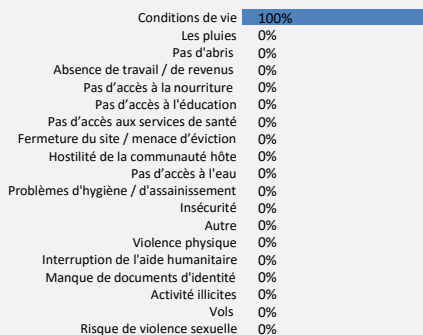 Conditions de vie 100%
Les pluies 0%
Pas d'abris 0%
Absence de travail / de revenus 0%
Pas d’accès à la nourriture 0%
Pas d’accès à l'éducation 0%
Pas d’accès aux services de santé 0%
Fermeture du site / menace d’éviction 0%
Hostilité de la communauté hôte 0%
Pas d’accès à l'eau 0%
Problèmes d'hygiène / d'assainissement 0%
Insécurité 0%
Autre 0%
Violence physique 0%
Interruption de l'aide humanitaire 0%
Manque de documents d'identité 0%
Activité illicites 0%
Vols 0%
Risque de violence sexuelle 0%